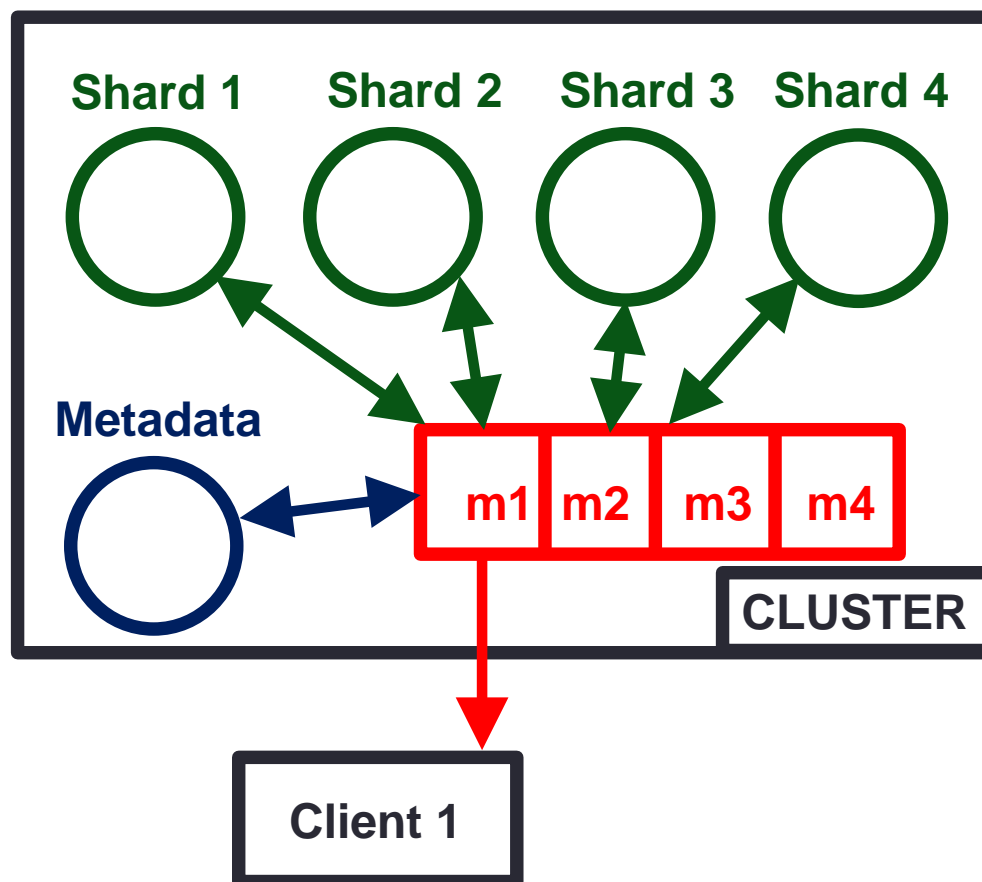 Shard 1
Shard 2
Shard 3
Shard 4
Metadata
m1
m2
m3
m4
CLUSTER
Client 1